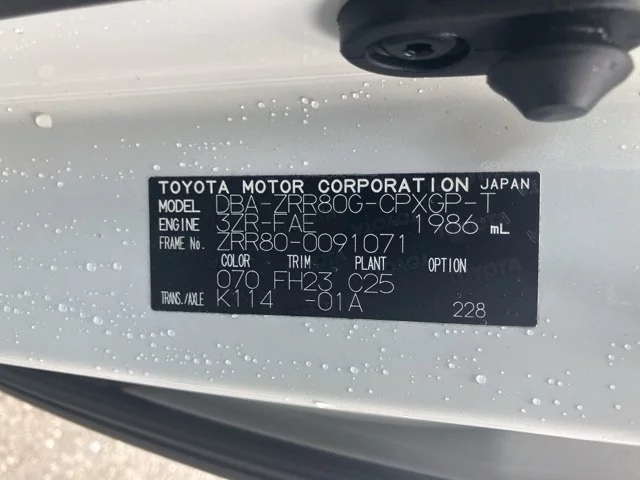 TOYOTA MOTOR CORPORATION JAPAN
MODEL DBA-ZRR80G-CPXGP-T
ENGINE 3ZR-FAE 1986 mL
FRAME No. ZRR80-0091071
COLOR TRIM PLANT OPTION
070 FH23 C25
TRANS./AXLE K114 -01A
228